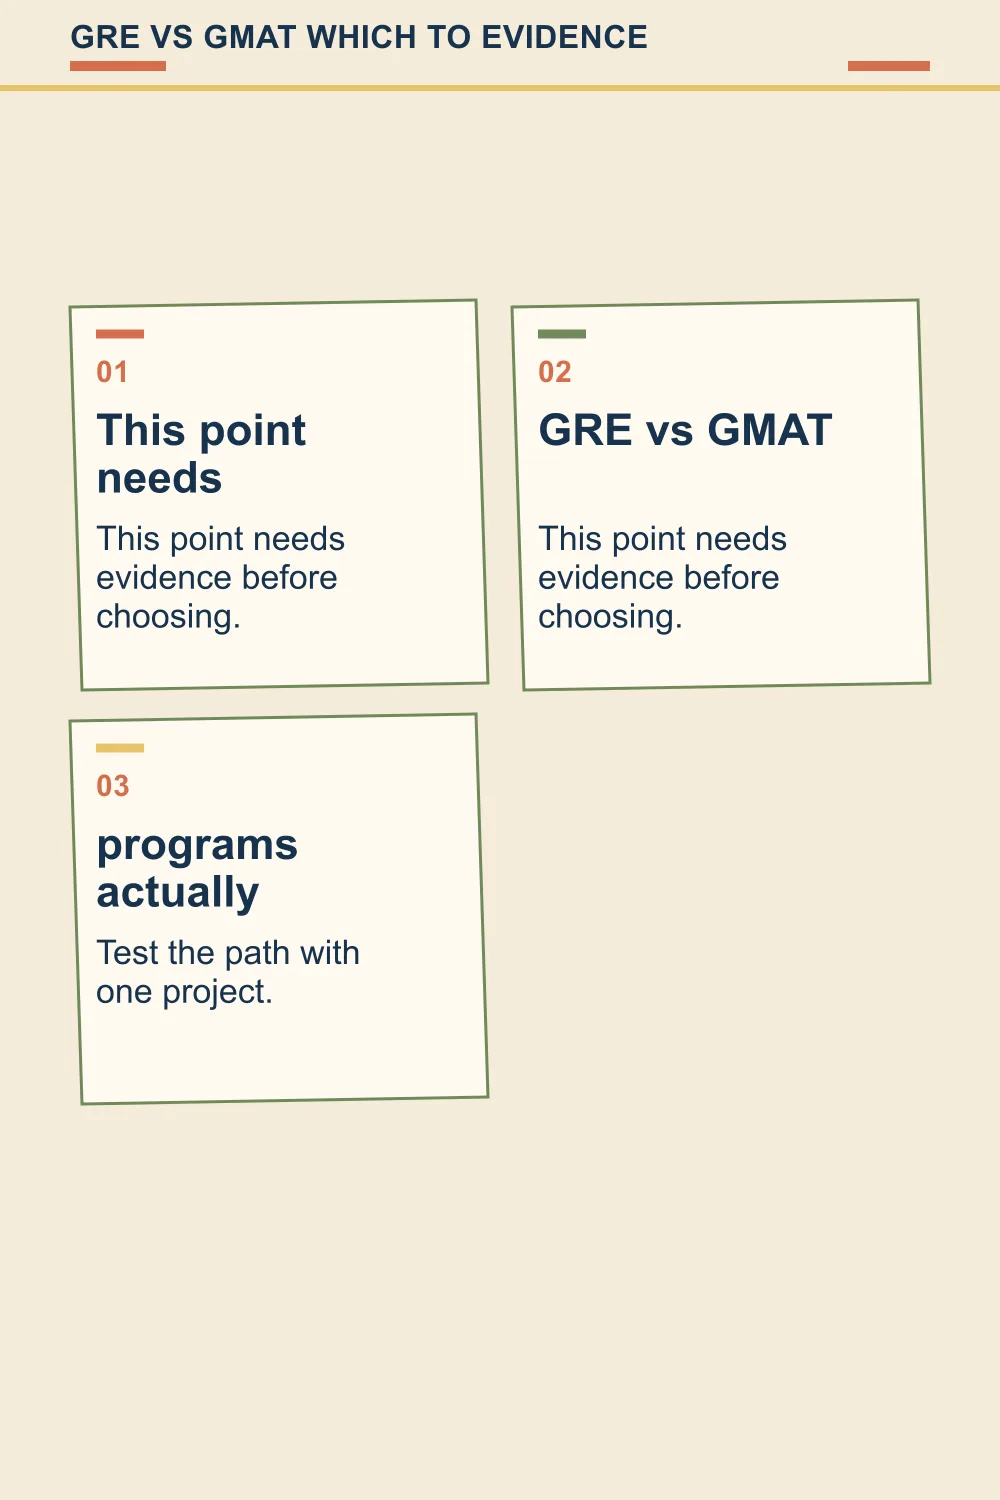 GRE VS GMAT WHICH TO EVIDENCE
01
This point
needs
This point needs
evidence before
choosing.
02
GRE vs GMAT
This point needs
evidence before
choosing.
03
programs
actually
Test the path with
one project.